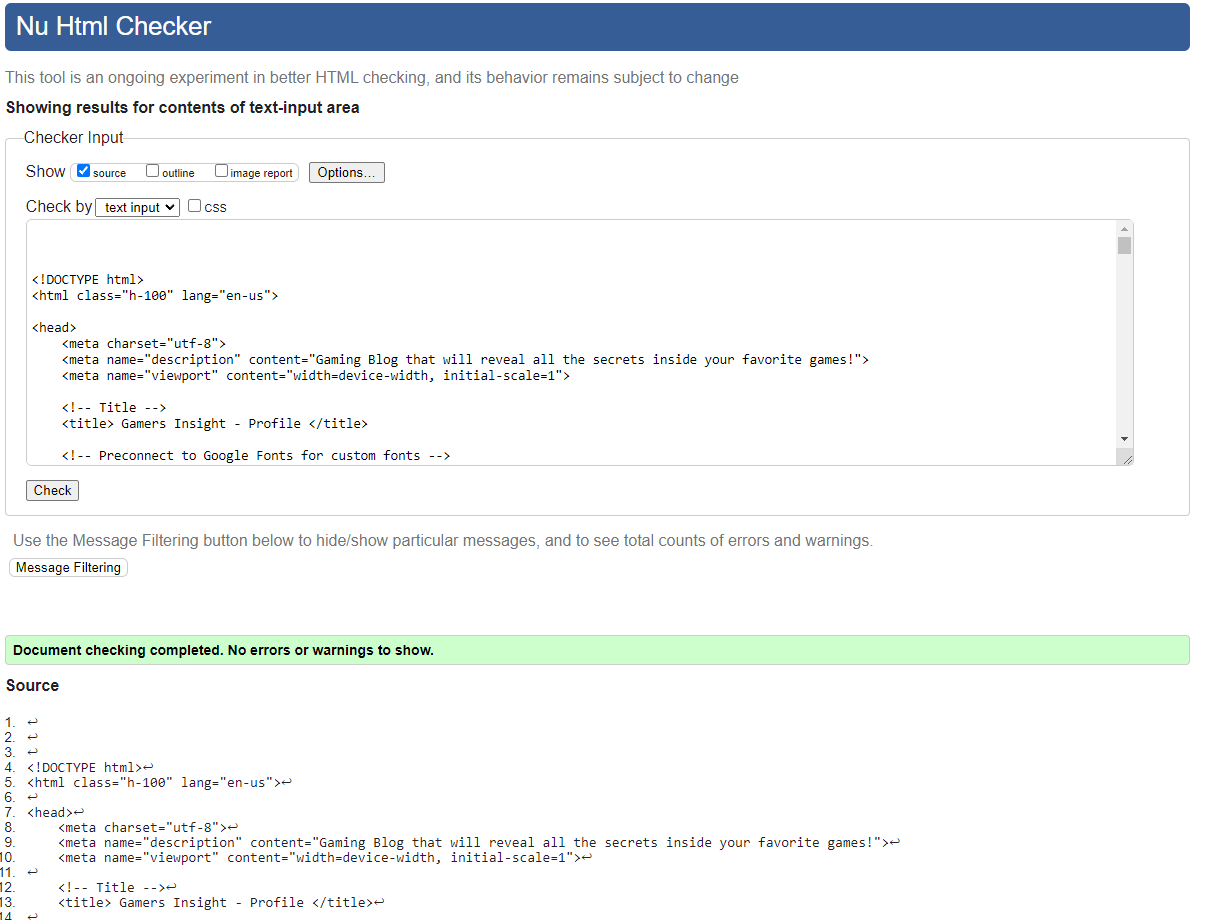 Nu Html Checker
This tool is an ongoing experiment in better HTML checking, and its behavior remains subject to change
Showing results for contents of text-input area
Checker Input
Show source outline image report Options...
Check by text input css
<!DOCTYPE html>
<html class="h-100" lang="en-us">
<head>
<meta charset="utf-8">
<meta name="description" content="Gaming Blog that will reveal all the secrets inside your favorite games!">
<meta name="viewport" content="width=device-width, initial-scale=1">
<!-- Title -->
<title> Gamers Insight - Profile </title>
<!-- Preconnect to Google Fonts for custom fonts -->
Check
Use the Message Filtering button below to hide/show particular messages, and to see total counts of errors and warnings.
Message Filtering
Document checking completed. No errors or warnings to show.
Source
1. ↩
2. ↩
3. ↩
4. <!DOCTYPE html>↩
5. <html class="h-100" lang="en-us">↩
6. ↩
7. <head>↩
8. <meta charset="utf-8">↩
9. <meta name="description" content="Gaming Blog that will reveal all the secrets inside your favorite games!">↩
10. <meta name="viewport" content="width=device-width, initial-scale=1">↩
11. ↩
12. <!-- Title -->↩
13. <title> Gamers Insight - Profile </title>↩
14. ↩